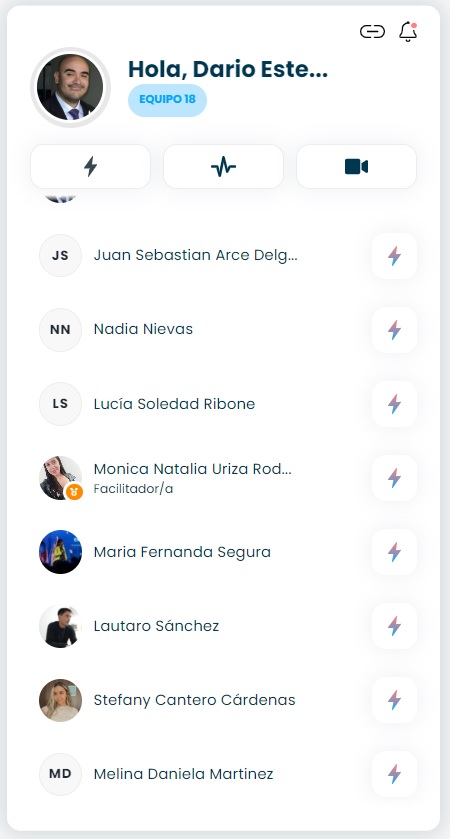 Hola, Dario Este...
EQUIPO 18
JS
Juan Sebastian Arce Delg...
NN
Nadia Nievas
LS
Lucía Soledad Ribone
Monica Natalia Uriza Rod...
Facilitador/a
Maria Fernanda Segura
Lautaro Sánchez
Stefany Cantero Cárdenas
MD
Melina Daniela Martinez